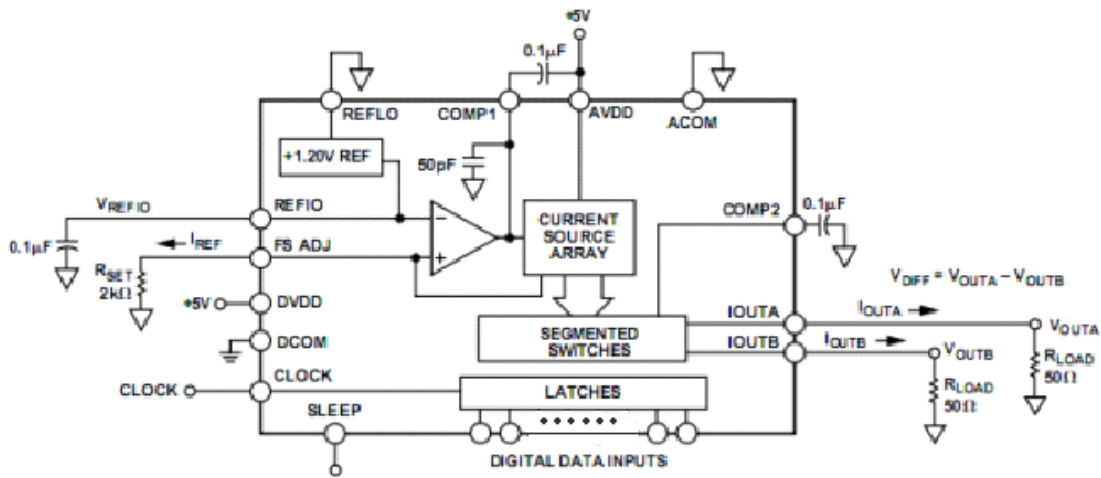 +5V
0.1µF
REFLO
COMP1
AVDD
ACOM
+1.20V REF
50pF
VREFIO
REFIO
CURRENT
SOURCE
ARRAY
COMP2
0.1µF
0.1µF
IREF
FS ADJ
RSET
2kΩ
VDIFF = VOUTA – VOUTB
+5V
DVDD
SEGMENTED
SWITCHES
IOUTA
IOUTA
VOUTA
DCOM
IOUTB
IOUTB
VOUTB
RLOAD
50Ω
CLOCK
CLOCK
LATCHES
RLOAD
50Ω
SLEEP
DIGITAL DATA INPUTS